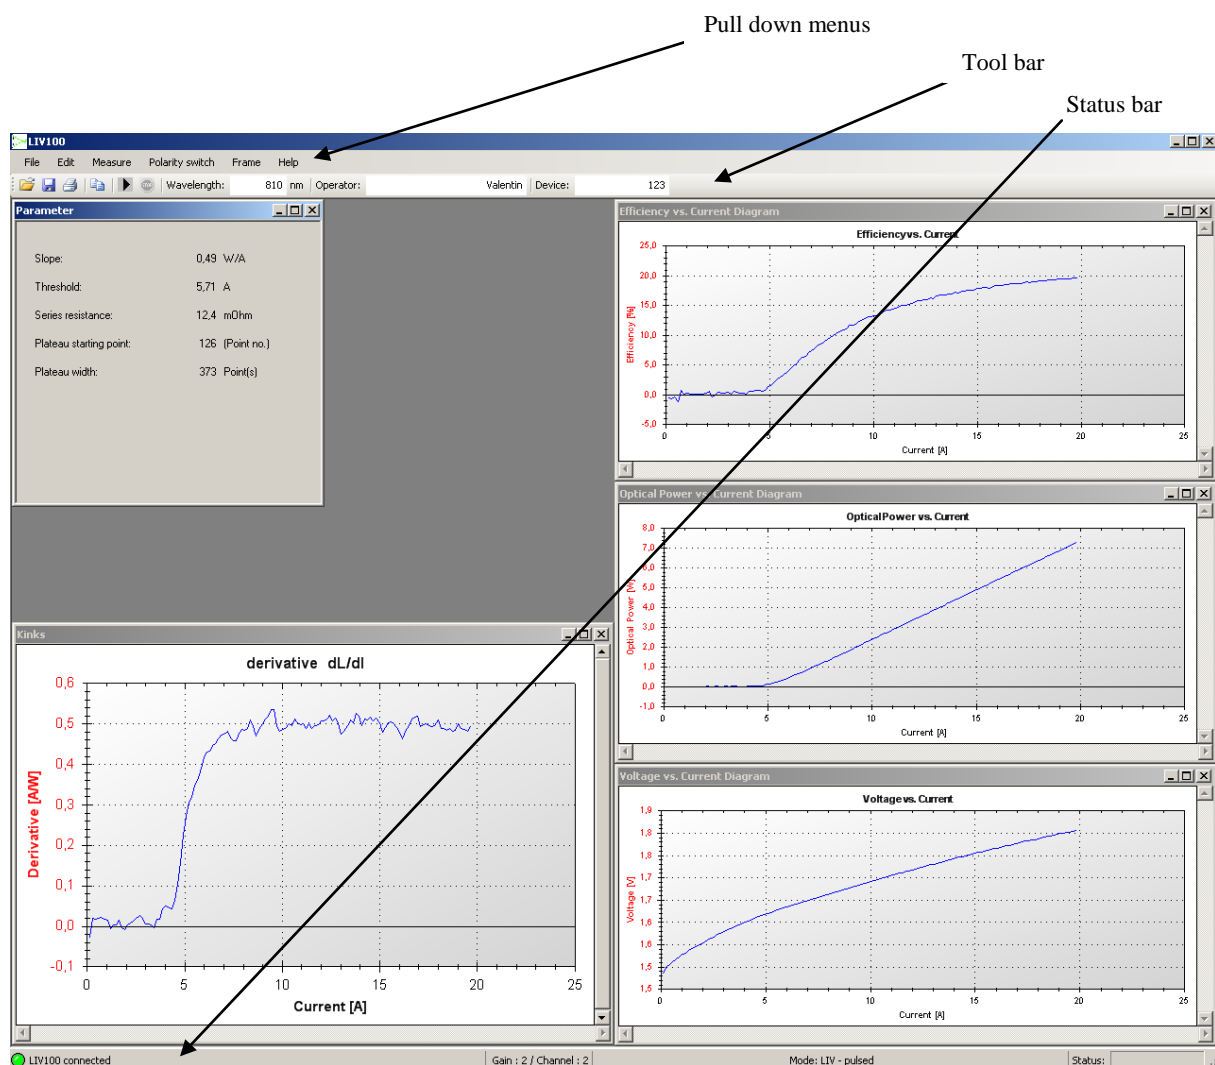 Pull down menus
Tool bar
Status bar
LIV100
File Edit Measure Polarity switch Frame Help
Wavelength: 810 nm Operator: Valentin Device: 123
Parameter
Slope: 0,49 W/A
Threshold: 5,71 A
Series resistance: 12,4 mOhm
Plateau starting point: 126 (Point no.)
Plateau width: 373 Point(s)
Efficiency vs. Current Diagram
Efficiency vs. Current
25,0
20,0
15,0
10,0
5,0
0,0
-5,0
Efficiency [%]
0 5 10 15 20 25
Current [A]
Optical Power vs. Current Diagram
Optical Power vs. Current
8,0
7,0
6,0
5,0
4,0
3,0
2,0
1,0
0,0
-1,0
Optical Power [W]
0 5 10 15 20 25
Current [A]
Kinks
derivative dL/dI
0,6
0,5
0,4
0,3
0,2
0,1
0,0
-0,1
Derivative [A/W]
0 5 10 15 20 25
Current [A]
Voltage vs. Current Diagram
Voltage vs. Current
1,9
1,8
1,8
1,7
1,7
1,6
1,6
1,5
1,5
Voltage [V]
0 5 10 15 20 25
Current [A]
LIV100 connected Gain : 2 / Channel : 2 Mode: LIV - pulsed Status: